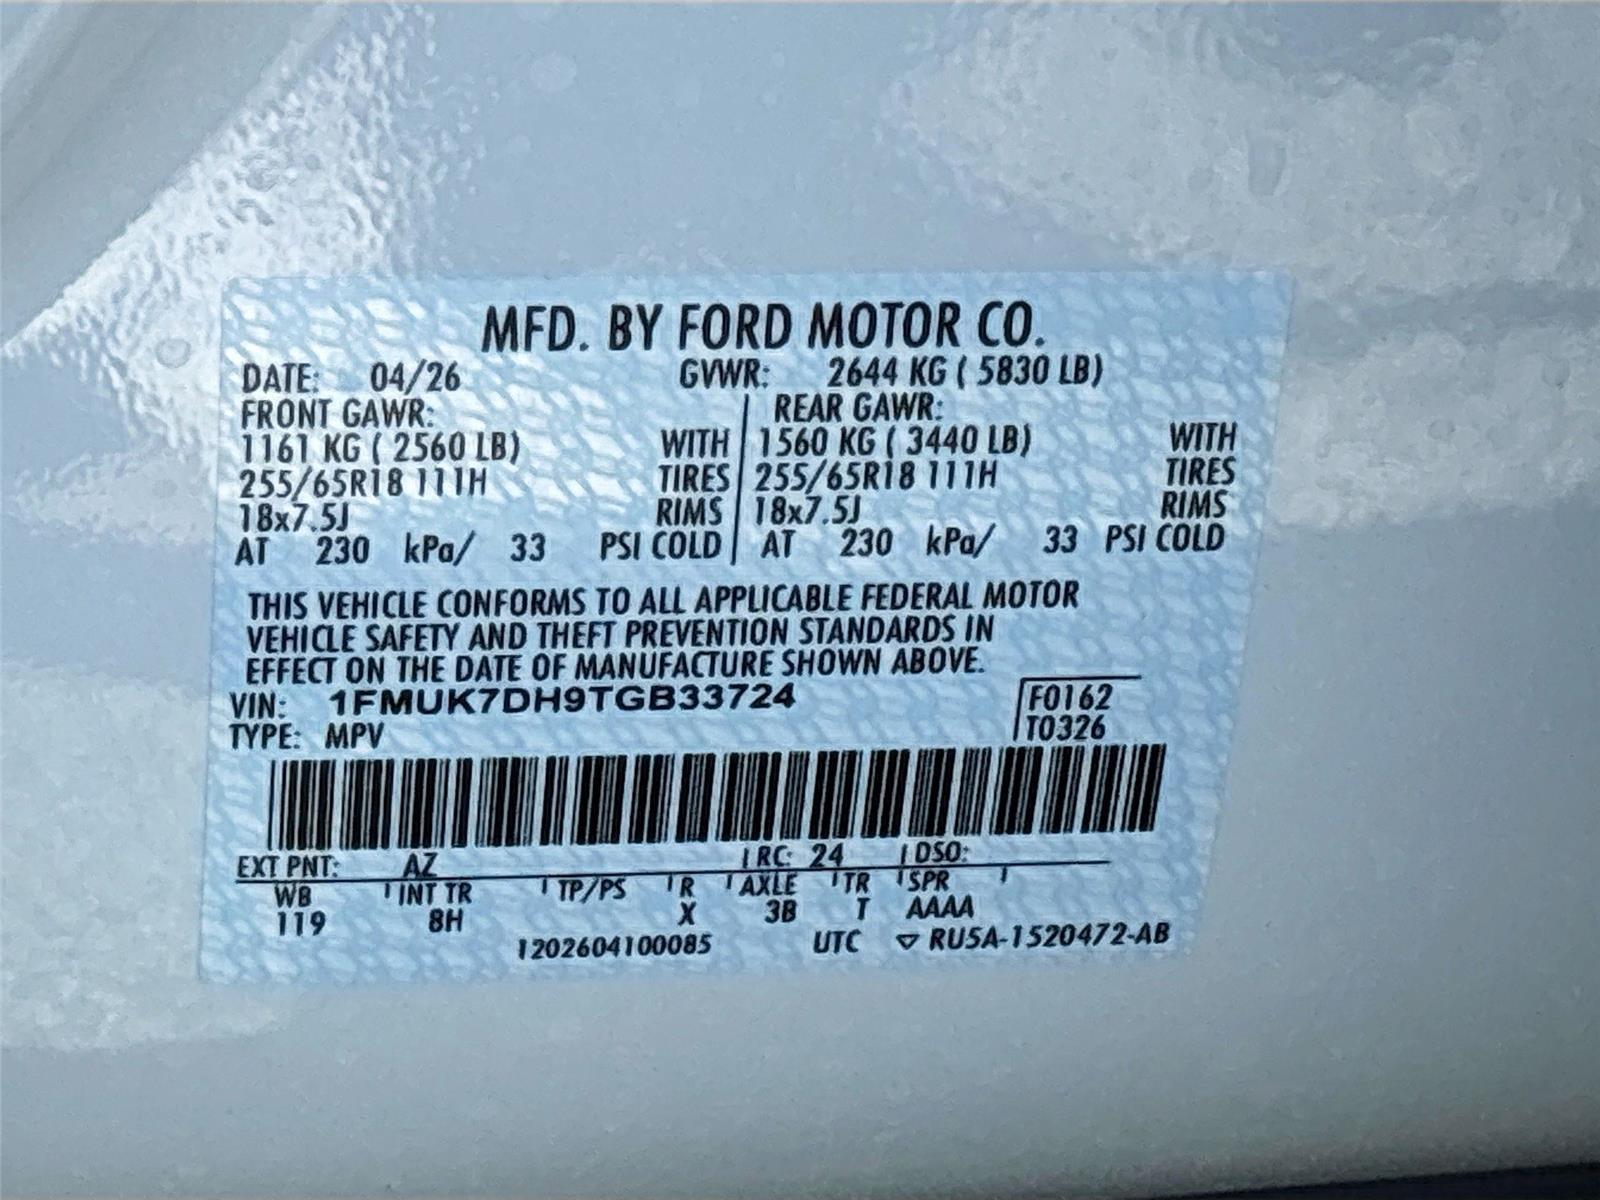 MFD. BY FORD MOTOR CO.
DATE: 04/26 GVWR: 2644 KG ( 5830 LB)
FRONT GAWR: REAR GAWR:
1161 KG ( 2560 LB) WITH 1560 KG ( 3440 LB) WITH
255/65R18 111H TIRES 255/65R18 111H TIRES
18x7.5J RIMS 18x7.5J RIMS
AT 230 kPa/ 33 PSI COLD AT 230 kPa/ 33 PSI COLD
THIS VEHICLE CONFORMS TO ALL APPLICABLE FEDERAL MOTOR
VEHICLE SAFETY AND THEFT PREVENTION STANDARDS IN
EFFECT ON THE DATE OF MANUFACTURE SHOWN ABOVE.
VIN: 1FMUK7DH9TGB33724 F0162
TYPE: MPV T0326
EXT PNT: AZ RC: 24 DSO:
WB INT TR TP/PS R AXLE TR SPR
119 8H X 3B T AAAA
1202604100085 UTC ▽ RU5A-1520472-AB